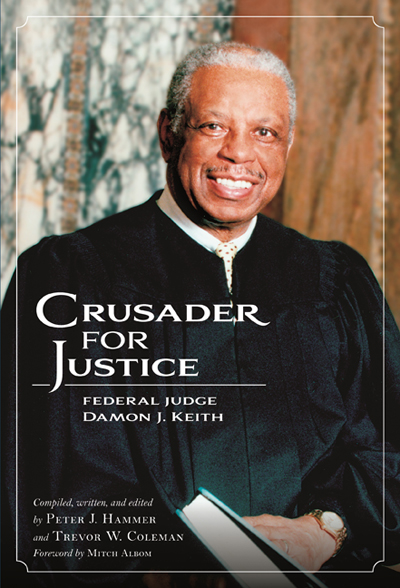 CRUSADER
FOR
JUSTICE
FEDERAL JUDGE
DAMON J. KEITH
Compiled, written, and edited
by PETER J. HAMMER
and TREVOR W. COLEMAN
Foreword by MITCH ALBOM